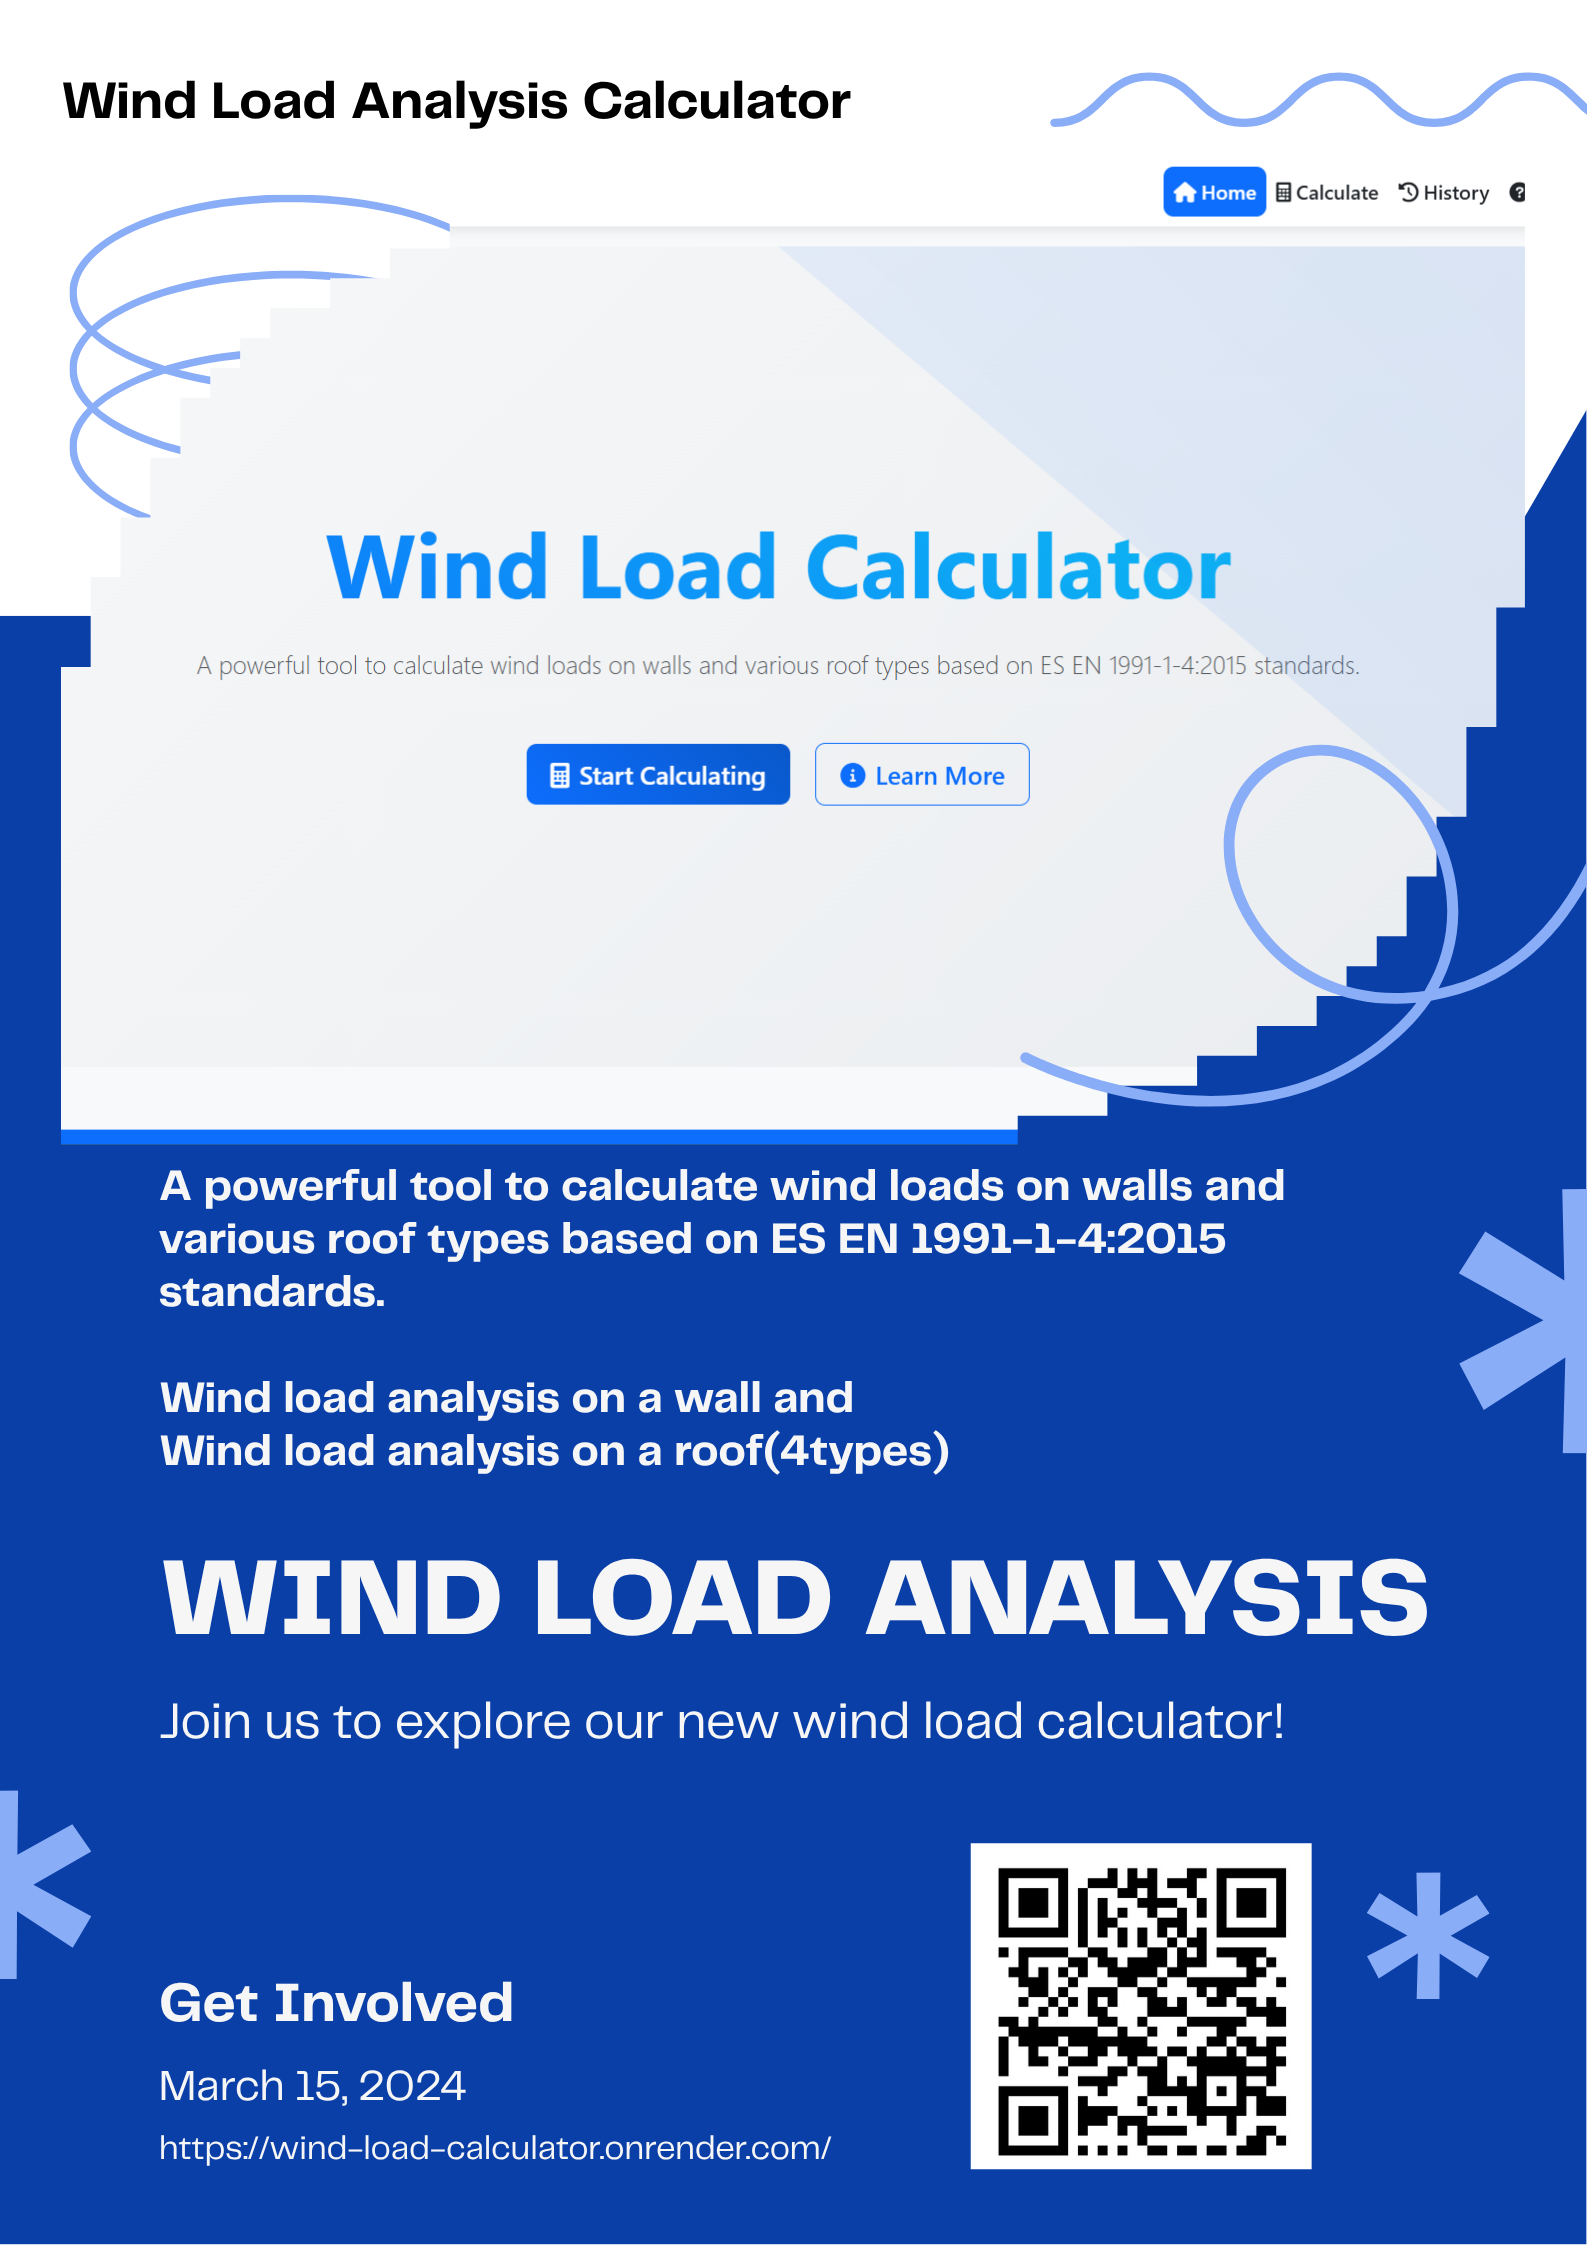 Wind Load Analysis Calculator
Home Calculate History
Wind Load Calculator
A powerful tool to calculate wind loads on walls and various roof types based on ES EN 1991-1-4:2015 standards.
Start Calculating Learn More
A powerful tool to calculate wind loads on walls and
various roof types based on ES EN 1991-1-4:2015
standards.
Wind load analysis on a wall and
Wind load analysis on a roof(4types)
WIND LOAD ANALYSIS
Join us to explore our new wind load calculator!
Get Involved
March 15, 2024
https://wind-load-calculator.onrender.com/